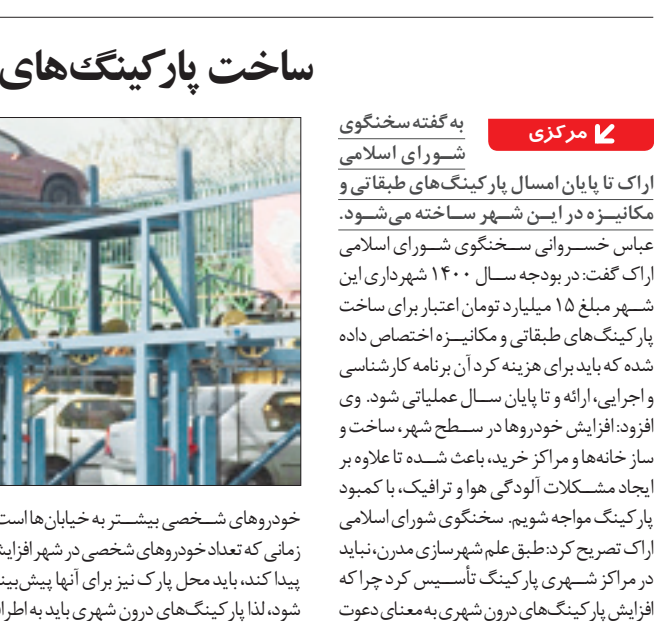 ساخت پارکینگ‌های
مرکزی
به گفته سخنگوی
شورای اسلامی
اراک تا پایان امسال پارکینگ‌های طبقاتی و
مکانیزه در این شهر ساخته می‌شود.
عباس خسروانی سخنگوی شورای اسلامی
اراک گفت: در بودجه سال ۱۴۰۰ شهرداری این
شهر مبلغ ۱۵ میلیارد تومان اعتبار برای ساخت
پارکینگ‌های طبقاتی و مکانیزه اختصاص داده
شده که باید برای هزینه کرد آن برنامه کارشناسی
و اجرایی، ارائه و تا پایان سال عملیاتی شود. وی
افزود: افزایش خودروها در سطح شهر، ساخت و
ساز خانه‌ها و مراکز خرید، باعث شده تا علاوه بر
ایجاد مشکلات آلودگی هوا و ترافیک، با کمبود
پارکینگ مواجه شویم. سخنگوی شورای اسلامی
اراک تصریح کرد: طبق علم شهرسازی مدرن، نباید
در مراکز شهری پارکینگ تأسیس کرد چرا که
افزایش پارکینگ‌های درون شهری به معنای دعوت
خودروهای شخصی بیشتر به خیابان‌ها است
زمانی که تعداد خودروهای شخصی در شهر افزایش
پیدا کند، باید محل پارک نیز برای آنها پیش‌بینی
شود، لذا پارکینگ‌های درون شهری باید به